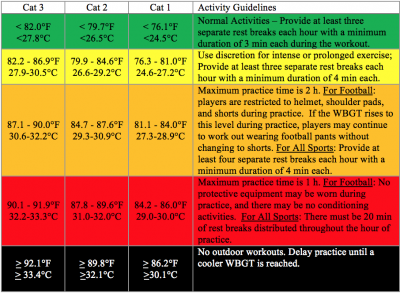 Cat 3 Cat 2 Cat 1 Activity Guidelines
< 82.0°F < 79.7°F < 76.1°F Normal Activities – Provide at least three
<27.8°C <26.5°C <24.5°C separate rest breaks each hour with a minimum
duration of 3 min each during the workout.
82.2 - 86.9°F 79.9 - 84.6°F 76.3 - 81.0°F Use discretion for intense or prolonged exercise;
27.9-30.5°C 26.6-29.2°C 24.6-27.2°C Provide at least three separate rest breaks each
hour with a minimum duration of 4 min each.
Maximum practice time is 2 h. For Football:
players are restricted to helmet, shoulder pads,
and shorts during practice. If the WBGT rises to
87.1 - 90.0°F 84.7 - 87.6°F 81.1 - 84.0°F this level during practice, players may continue
30.6-32.2°C 29.3-30.9°C 27.3-28.9°C to work out wearing football pants without
changing to shorts. For All Sports: Provide at
least four separate rest breaks each hour with a
minimum duration of 4 min each.
Maximum practice time is 1 h. For Football: No
protective equipment may be worn during
90.1 - 91.9°F 87.8 - 89.6°F 84.2 - 86.0°F practice, and there may be no conditioning
32.2-33.3°C 31.0-32.0°C 29.0-30.0°C activities. For All Sports: There must be 20 min
of rest breaks distributed throughout the hour of
practice.
≥ 92.1°F ≥ 89.8°F ≥ 86.2°F No outdoor workouts. Delay practice until a
≥ 33.4°C ≥32.1°C ≥30.1°C cooler WBGT is reached.